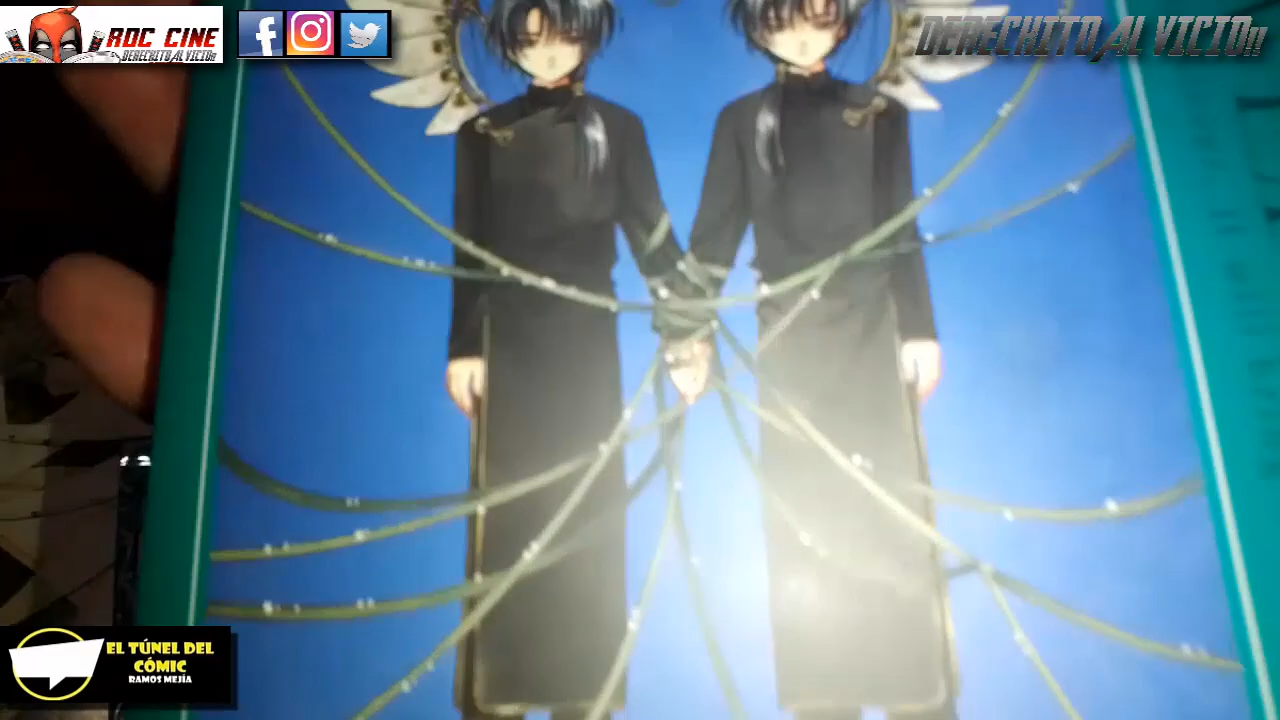 ROC CINE
DERECHITO AL VICIO!!
DERECHITO AL VICIO!!
EL TÚNEL DEL
CÓMIC
RAMOS MEJÍA